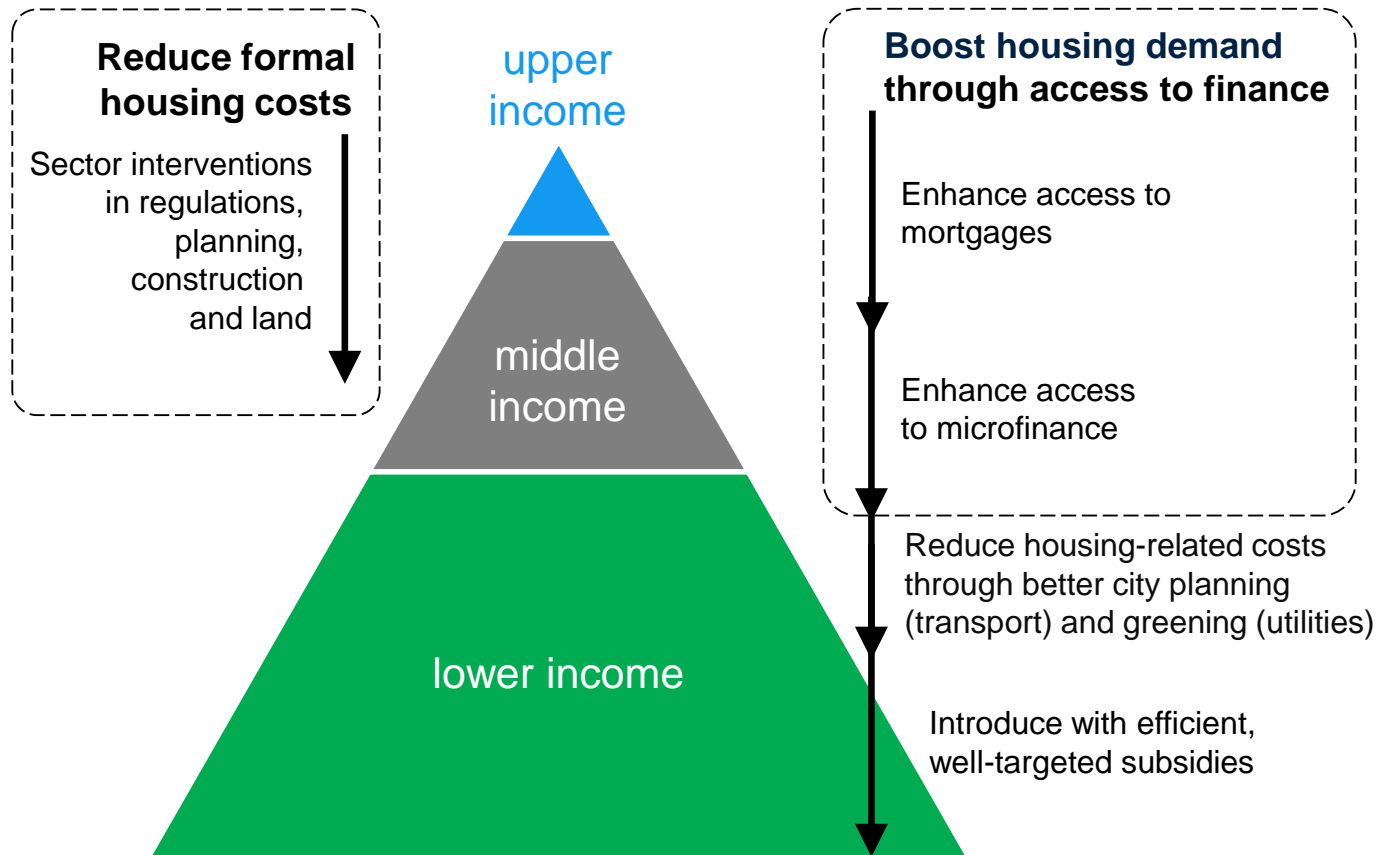 Reduce formal
housing costs
Sector interventions
in regulations,
planning,
construction
and land
upper
income
middle
income
lower income
Boost housing demand
through access to finance
Enhance access to
mortgages
Enhance access
to microfinance
Reduce housing-related costs
through better city planning
(transport) and greening (utilities)
Introduce with efficient,
well-targeted subsidies